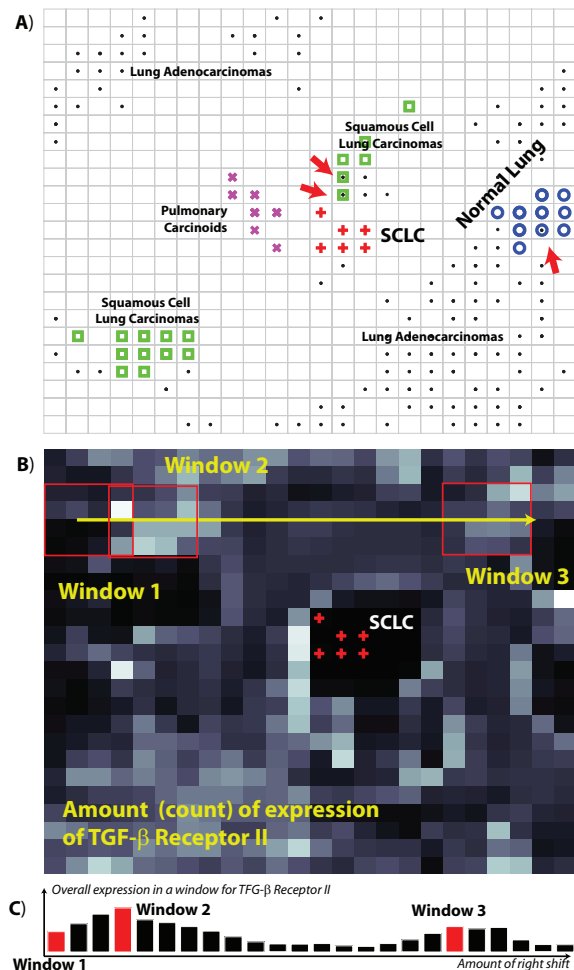 A)
Lung Adenocarcinomas
Squamous Cell
Lung Carcinomas
Normal Lung
Pulmonary
Carcinoids
SCLC
Squamous Cell
Lung Carcinomas
Lung Adenocarcinomas
B)
Window 2
Window 1
Window 3
SCLC
Amount (count) of expression
of TGF-β Receptor II
C)
Overall expression in a window for TFG-β Receptor II
Window 2
Window 3
Window 1
Amount of right shift